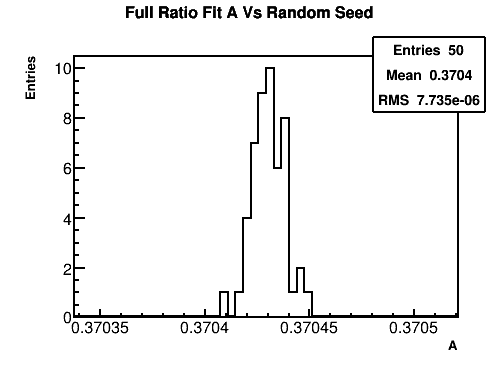 Full Ratio Fit A Vs Random Seed
Entries 50
Mean 0.3704
RMS 7.735e-06
Entries
10
8
6
4
2
0
0.37035 0.3704 0.37045 0.3705
A